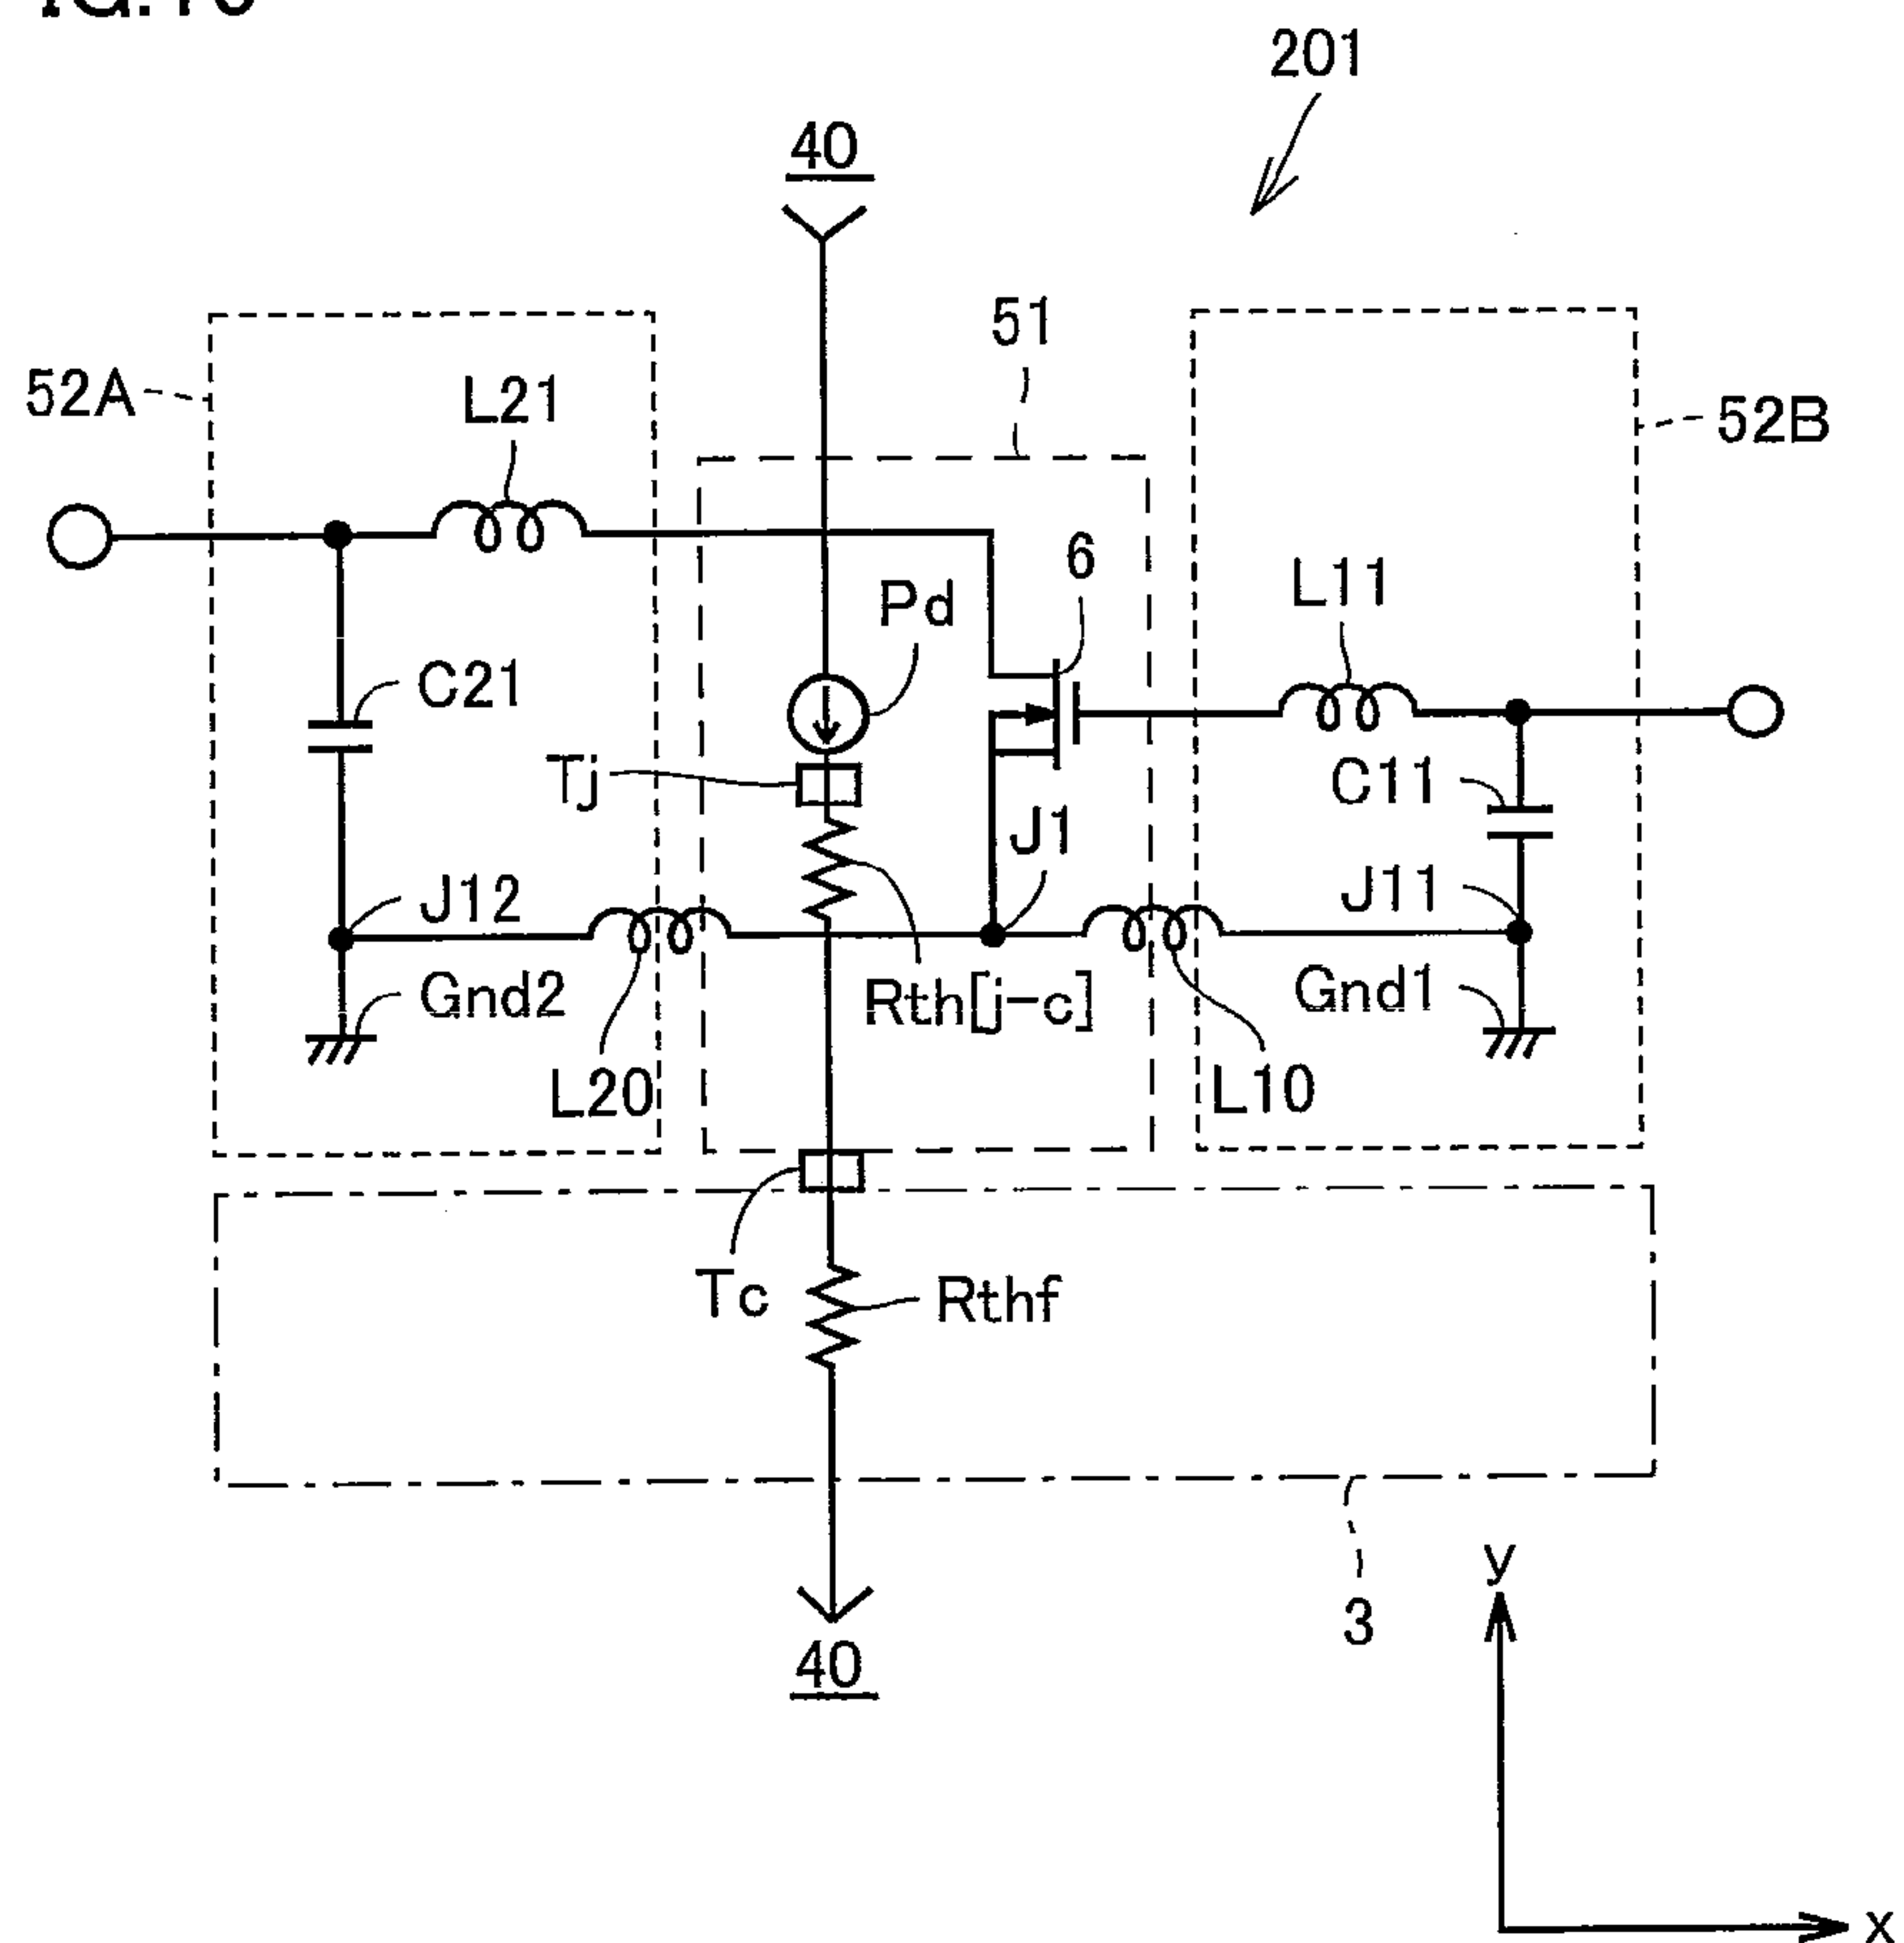 201
40
51
52A
L21
52B
6
Pd
L11
C21
Tj
C11
J1
J12
J11
Gnd2
Rth[j-c]
Gnd1
L20
L10
Tc
Rthf
3
40
y
x